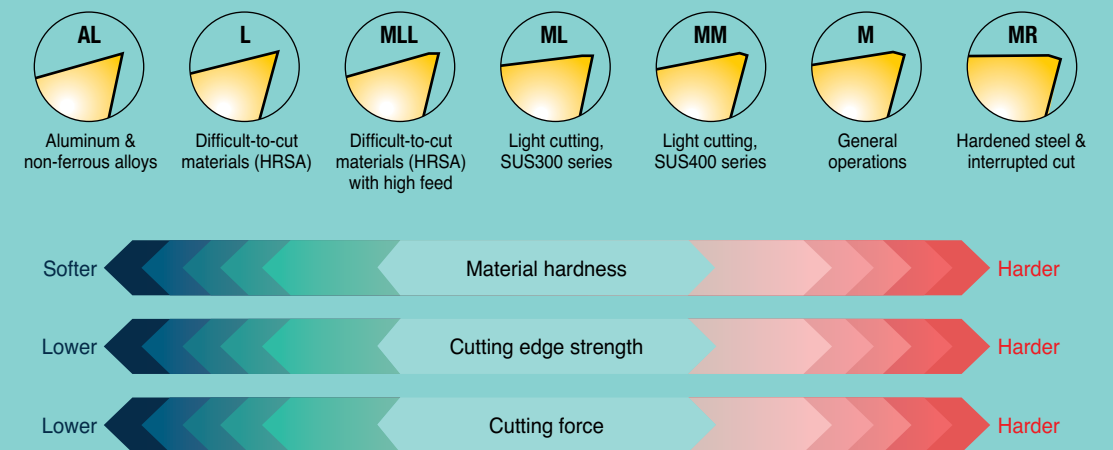 AL
L
MLL
ML
MM
M
MR
Aluminum &
non-ferrous alloys
Difficult-to-cut
materials (HRSA)
Difficult-to-cut
materials (HRSA)
with high feed
Light cutting,
SUS300 series
Light cutting,
SUS400 series
General
operations
Hardened steel &
interrupted cut
Softer
Material hardness
Harder
Lower
Cutting edge strength
Harder
Lower
Cutting force
Harder